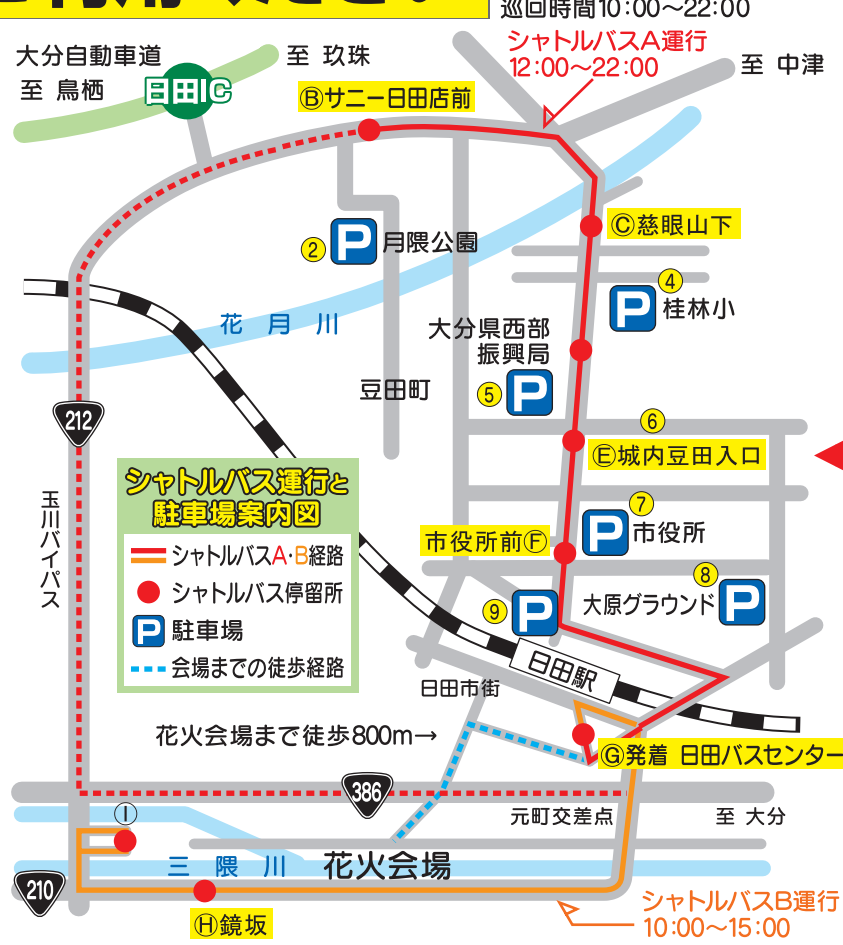 巡回時間10:00～22:00
シャトルバスA運行
12:00～22:00
大分自動車道
至 玖珠
至 鳥栖
日田IC
至 中津
Ⓑサニー日田店前
Ⓒ慈眼山下
② P 月隈公園
④
P 桂林小
花月川
大分県西部
振興局
⑤ P
豆田町
⑥
212
Ⓔ城内豆田入口
シャトルバス運行と
駐車場案内図
シャトルバスA・B経路
シャトルバス停留所
P 駐車場
会場までの徒歩経路
玉川バイパス
⑦
P 市役所
市役所前Ⓕ
⑧
大原グラウンド P
⑨ P
日田駅
日田市街
花火会場まで徒歩800m→
Ⓖ発着 日田バスセンター
386
元町交差点
至 大分
Ⓘ
三隈川
花火会場
210
Ⓗ鏡坂
シャトルバスB運行
10:00～15:00